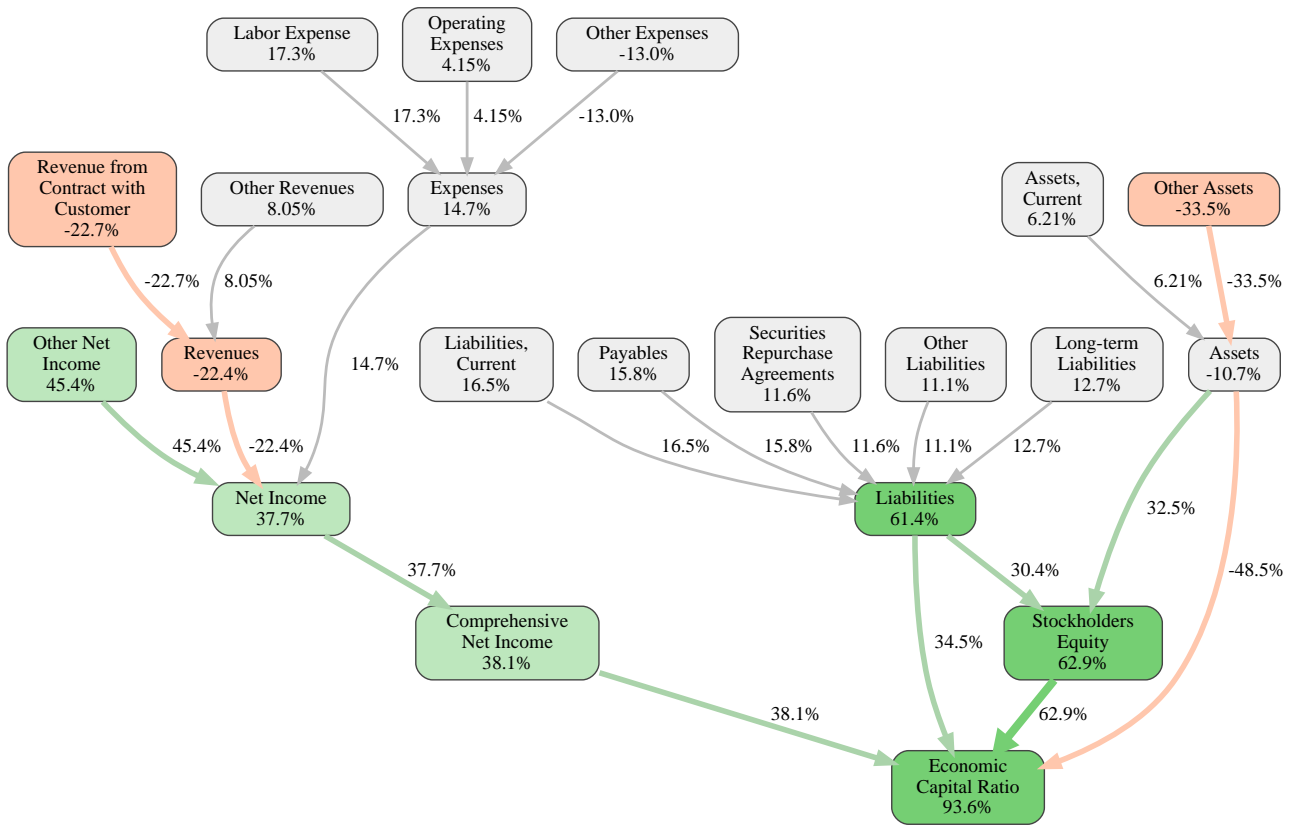 Labor Expense
17.3%
Operating
Expenses
4.15%
Other Expenses
-13.0%
17.3%
4.15%
-13.0%
Revenue from
Contract with
Customer
-22.7%
Other Revenues
8.05%
Expenses
14.7%
Assets,
Current
6.21%
Other Assets
-33.5%
-22.7%
8.05%
6.21%
-33.5%
Other Net
Income
45.4%
Revenues
-22.4%
14.7%
Liabilities,
Current
16.5%
Payables
15.8%
Securities
Repurchase
Agreements
11.6%
Other
Liabilities
11.1%
Long-term
Liabilities
12.7%
Assets
-10.7%
45.4%
-22.4%
16.5%
15.8%
11.6%
11.1%
12.7%
Net Income
37.7%
Liabilities
61.4%
32.5%
37.7%
30.4%
-48.5%
Comprehensive
Net Income
38.1%
34.5%
Stockholders
Equity
62.9%
38.1%
62.9%
Economic
Capital Ratio
93.6%